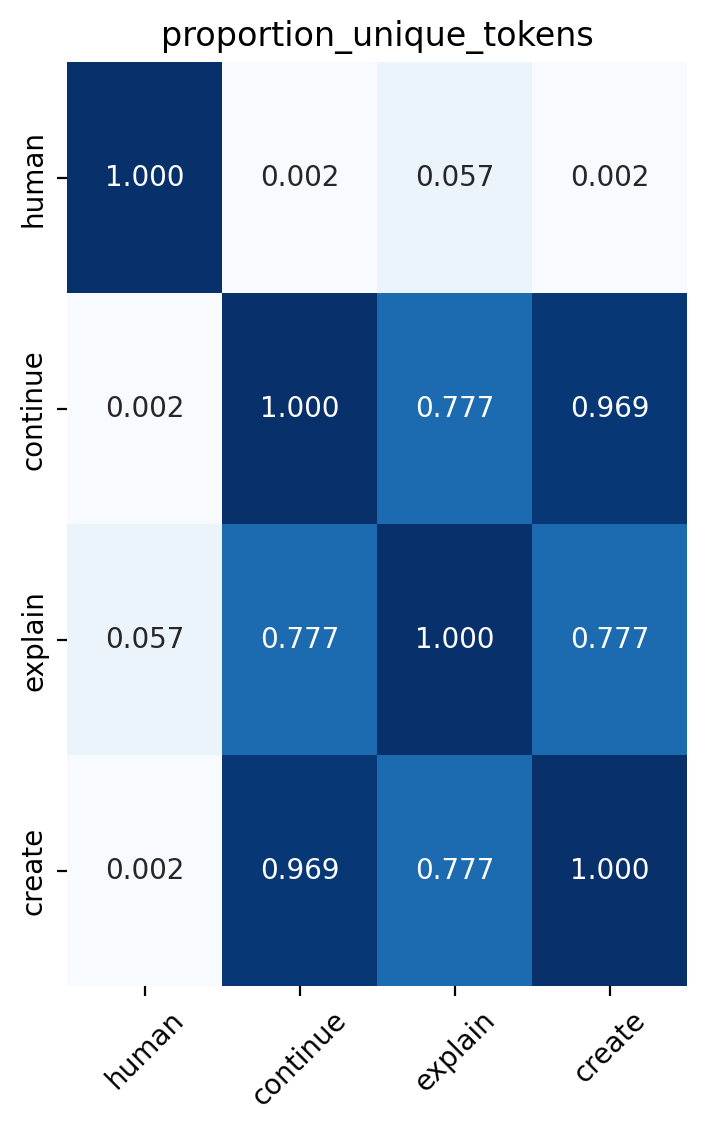 proportion_unique_tokens
human 1.000 0.002 0.057 0.002
continue 0.002 1.000 0.777 0.969
explain 0.057 0.777 1.000 0.777
create 0.002 0.969 0.777 1.000
human continue explain create